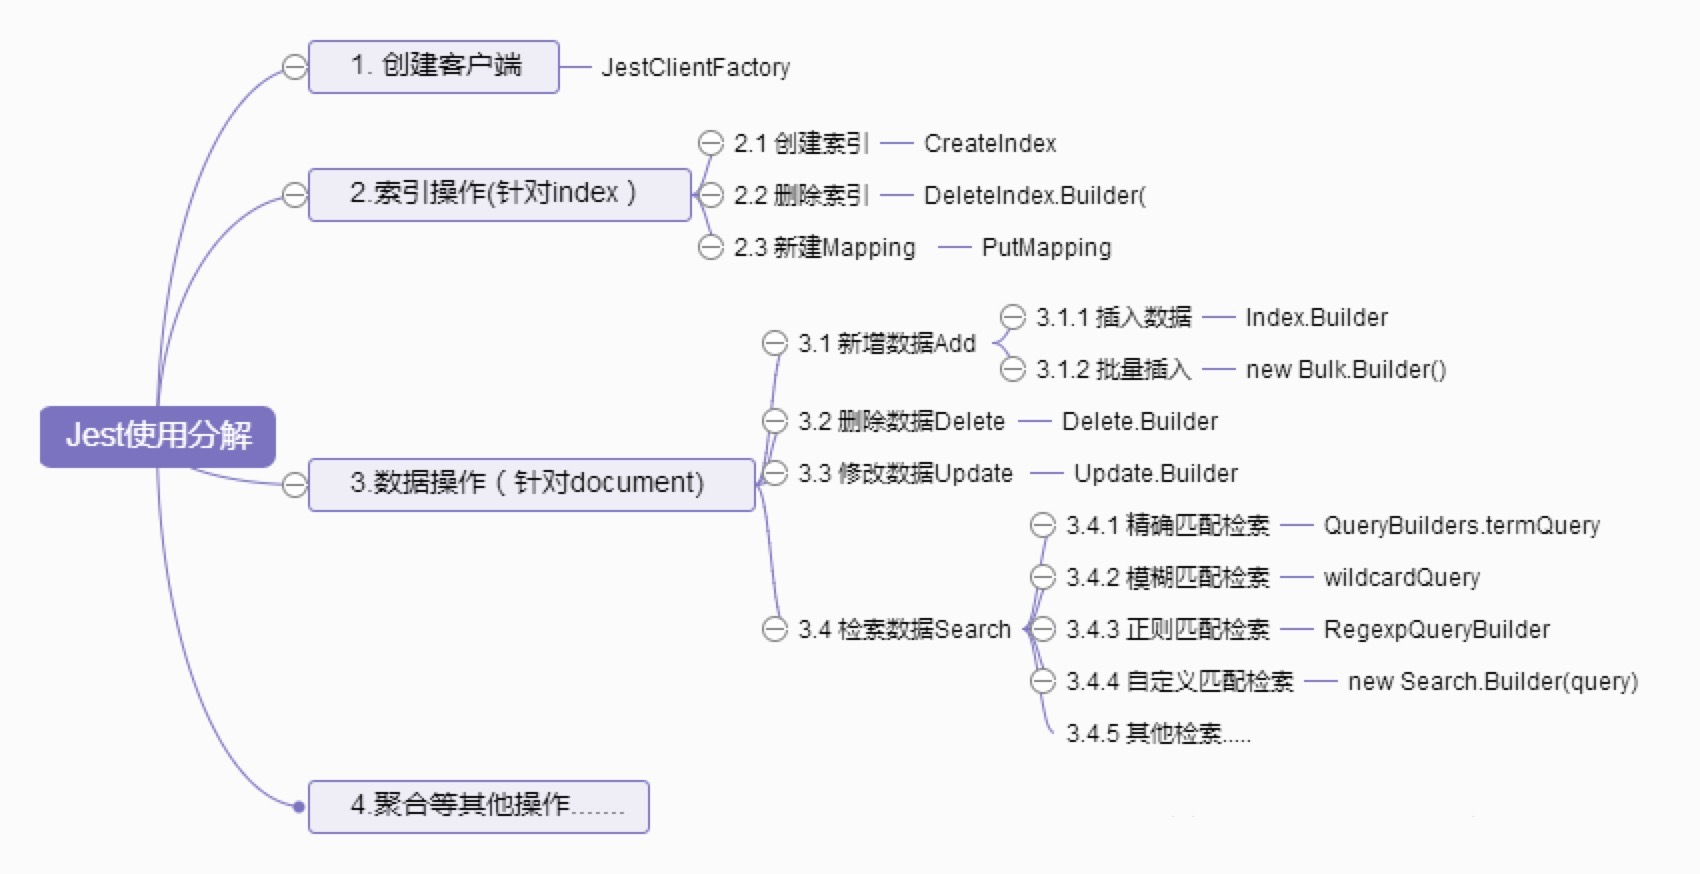 Jest使用分解
1. 创建客户端
JestClientFactory
2.索引操作(针对index）
2.1 创建索引
CreateIndex
2.2 删除索引
DeleteIndex.Builder(
2.3 新建Mapping
PutMapping
3.数据操作（针对document)
3.1 新增数据Add
3.1.1 插入数据
Index.Builder
3.1.2 批量插入
new Bulk.Builder()
3.2 删除数据Delete
Delete.Builder
3.3 修改数据Update
Update.Builder
3.4 检索数据Search
3.4.1 精确匹配检索
QueryBuilders.termQuery
3.4.2 模糊匹配检索
wildcardQuery
3.4.3 正则匹配检索
RegexpQueryBuilder
3.4.4 自定义匹配检索
new Search.Builder(query)
3.4.5 其他检索.....
4.聚合等其他操作.......